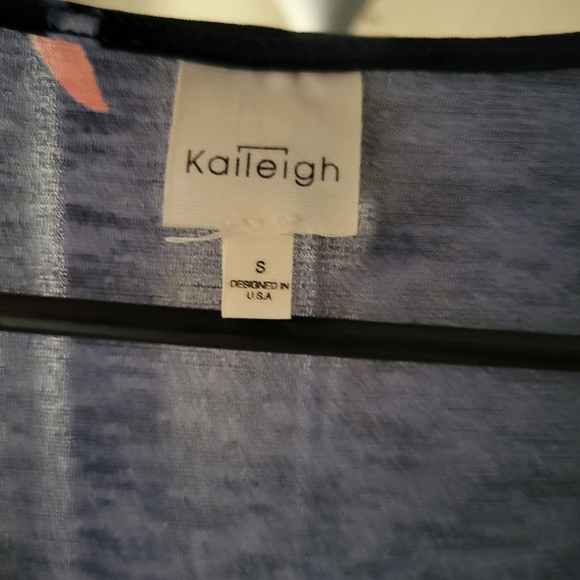 Kaileigh
S
DESIGNED IN
U.S.A